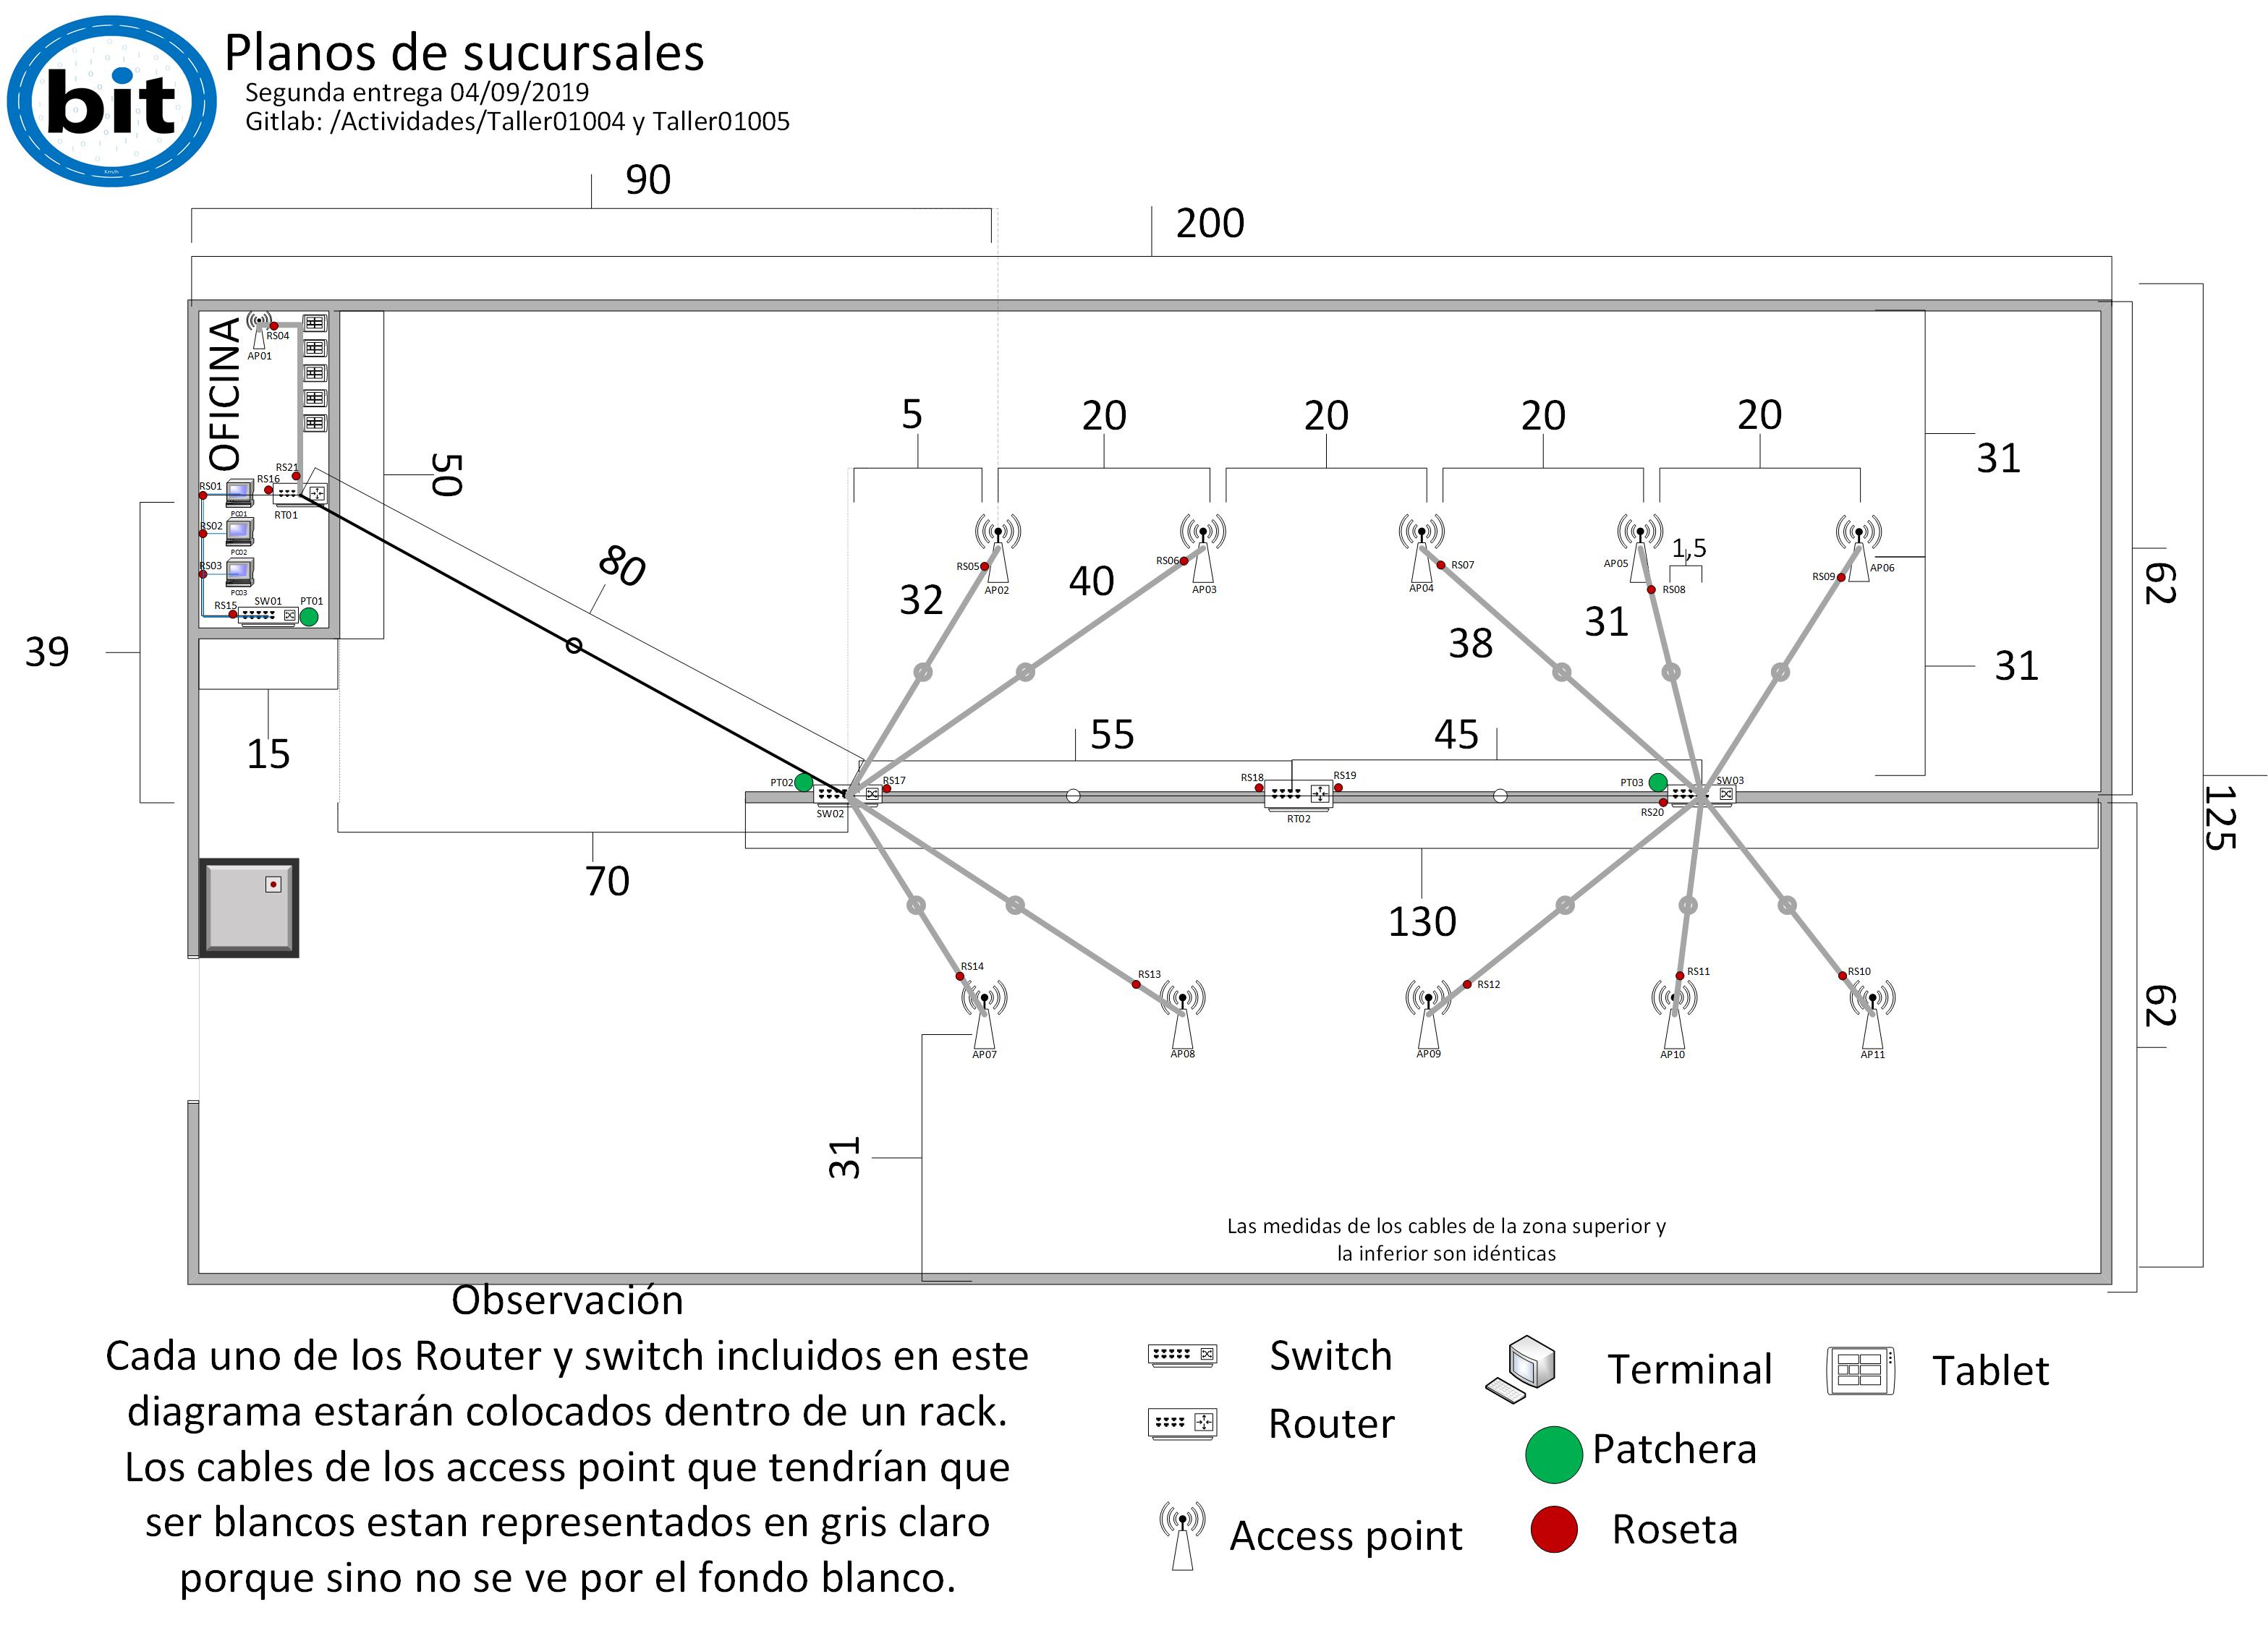 bit
Km/h
Planos de sucursales
Segunda entrega 04/09/2019
Gitlab: /Actividades/Taller01004 y Taller01005
90
200
OFICINA
RS04
AP01
5
20
20
20
20
31
50
RS21
RS16
RS01
PC01
RT01
RS02
PC02
RS03
PC03
RS15
SW01
PT01
39
15
80
RS05
AP02
RS06
AP03
RS07
AP04
AP05
1,5
RS08
RS09
AP06
32
40
38
31
62
31
55
45
PT02
RS17
SW02
RS18
RS19
RT02
PT03
SW03
RS20
125
70
130
RS14
AP07
RS13
AP08
RS12
AP09
RS11
AP10
RS10
AP11
62
31
Las medidas de los cables de la zona superior y
la inferior son idénticas
Observación
Cada uno de los Router y switch incluidos en este
diagrama estarán colocados dentro de un rack.
Los cables de los access point que tendrían que
ser blancos estan representados en gris claro
porque sino no se ve por el fondo blanco.
Switch
Terminal
Tablet
Router
Patchera
Access point
Roseta